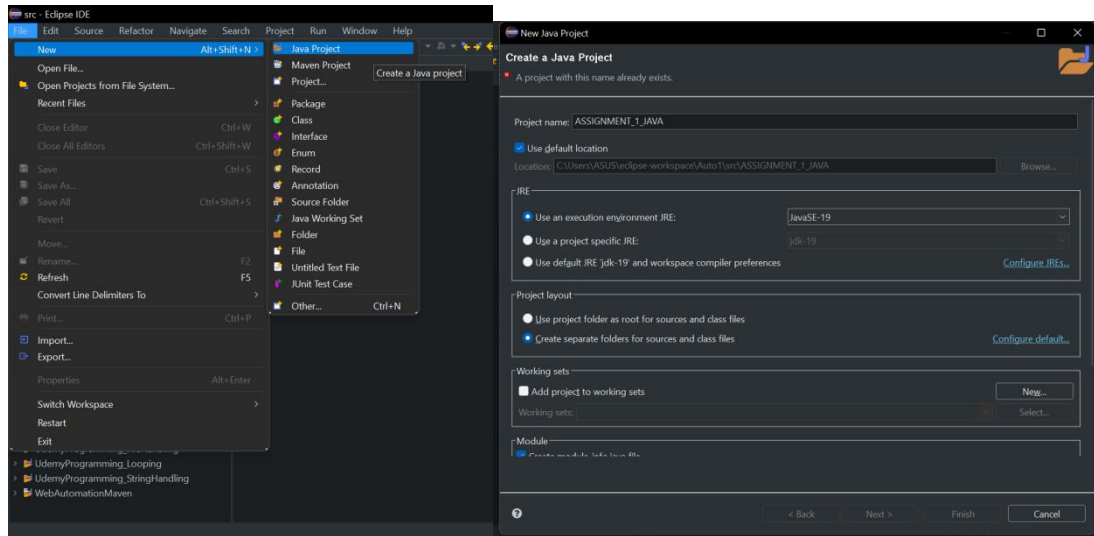 src - Eclipse IDE
File Edit Source Refactor Navigate Search Project Run Window Help
New Alt+Shift+N >
Open File...
Open Projects from File System...
Recent Files >
Close Editor Ctrl+W
Close All Editors Ctrl+Shift+W
Save Ctrl+S
Save As...
Save All Ctrl+Shift+S
Revert
Move...
Rename... F2
Refresh F5
Convert Line Delimiters To >
Print... Ctrl+P
Import...
Export...
Properties Alt+Enter
Switch Workspace >
Restart
Exit
UdemyProgramming_Looping
UdemyProgramming_StringHandling
WebAutomationMaven
Java Project
Maven Project
Project...
Create a Java project
Package
Class
Interface
Enum
Record
Annotation
Source Folder
Java Working Set
Folder
File
Untitled Text File
JUnit Test Case
Other... Ctrl+N
New Java Project
Create a Java Project
A project with this name already exists.
Project name: ASSIGNMENT_1_JAVA
Use default location
Location: C:\Users\ASUS\eclipse-workspace\Auto1\src\ASSIGNMENT_1_JAVA Browse...
JRE
Use an execution environment JRE: JavaSE-19
Use a project specific JRE: jdk-19
Use default JRE 'jdk-19' and workspace compiler preferences Configure JREs...
Project layout
Use project folder as root for sources and class files
Create separate folders for sources and class files Configure default...
Working sets
Add project to working sets New...
Working sets: Select...
Module
Create module-info.java file
< Back Next > Finish Cancel